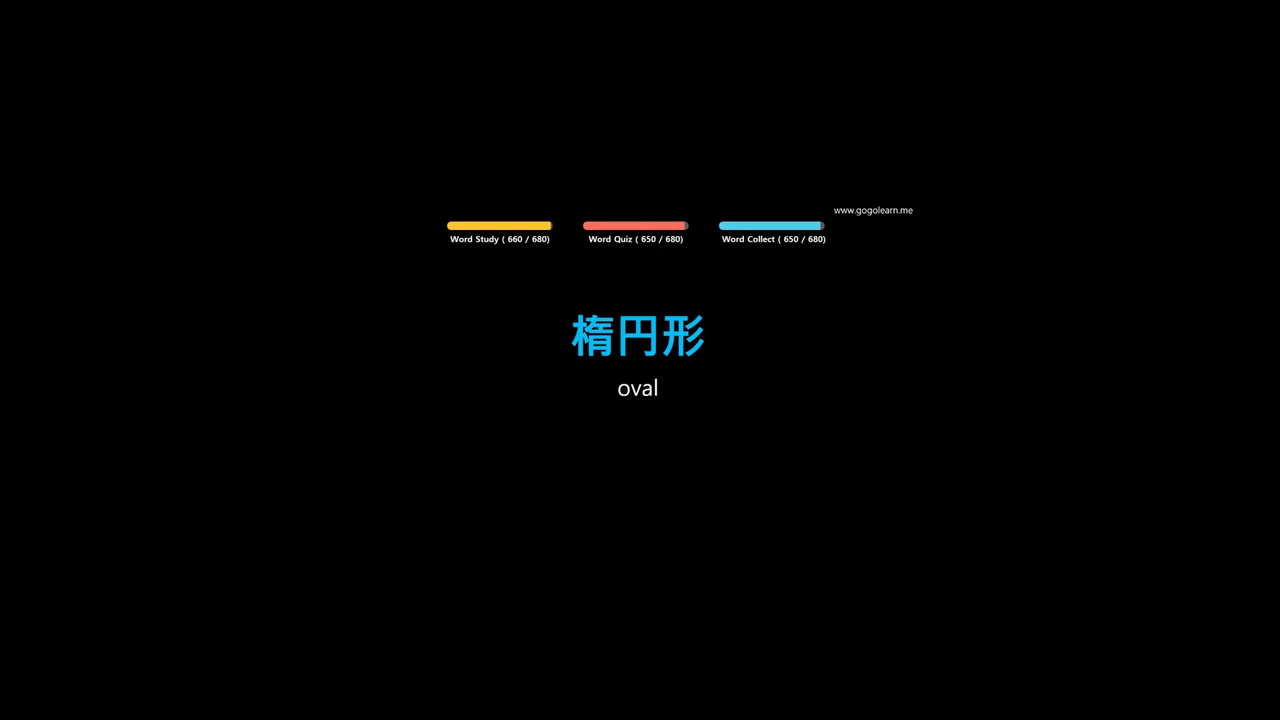 www.gogolearn.me
Word Study ( 660 / 680)
Word Quiz ( 650 / 680)
Word Collect ( 650 / 680)
楕円形
oval